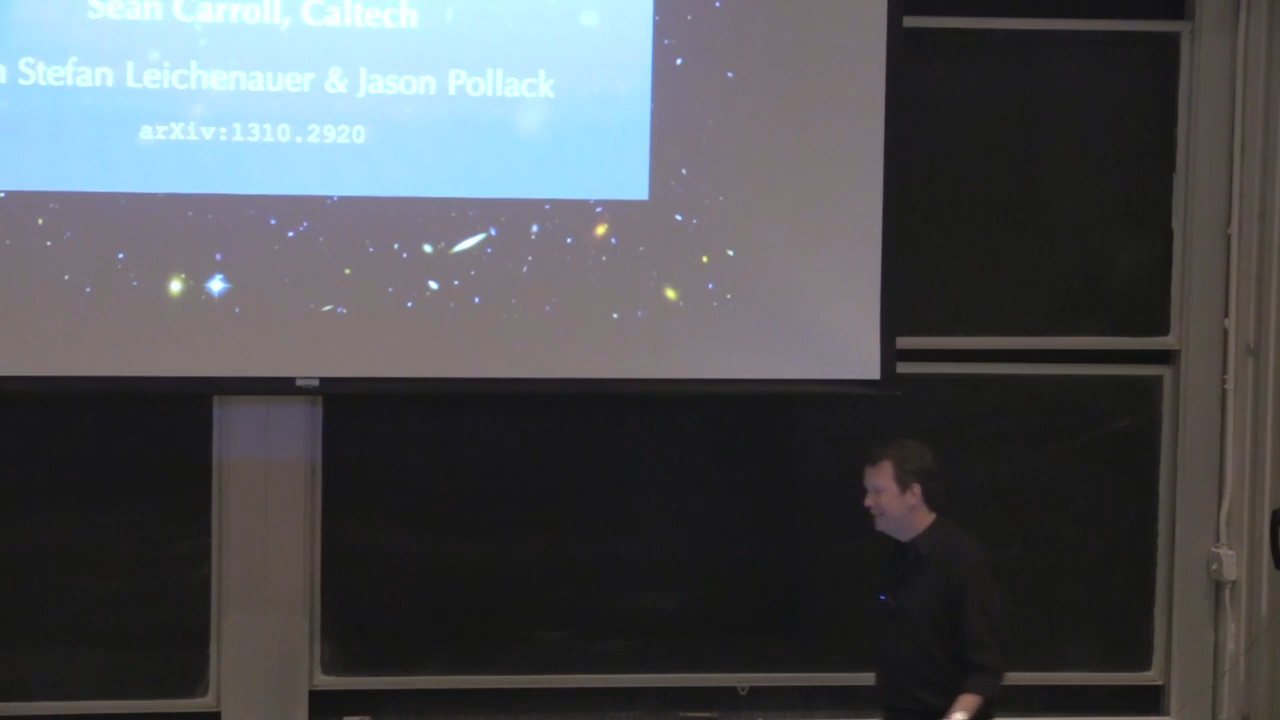 Sean Carroll, Caltech
Stefan Leichenauer & Jason Pollack
arXiv:1310.2920